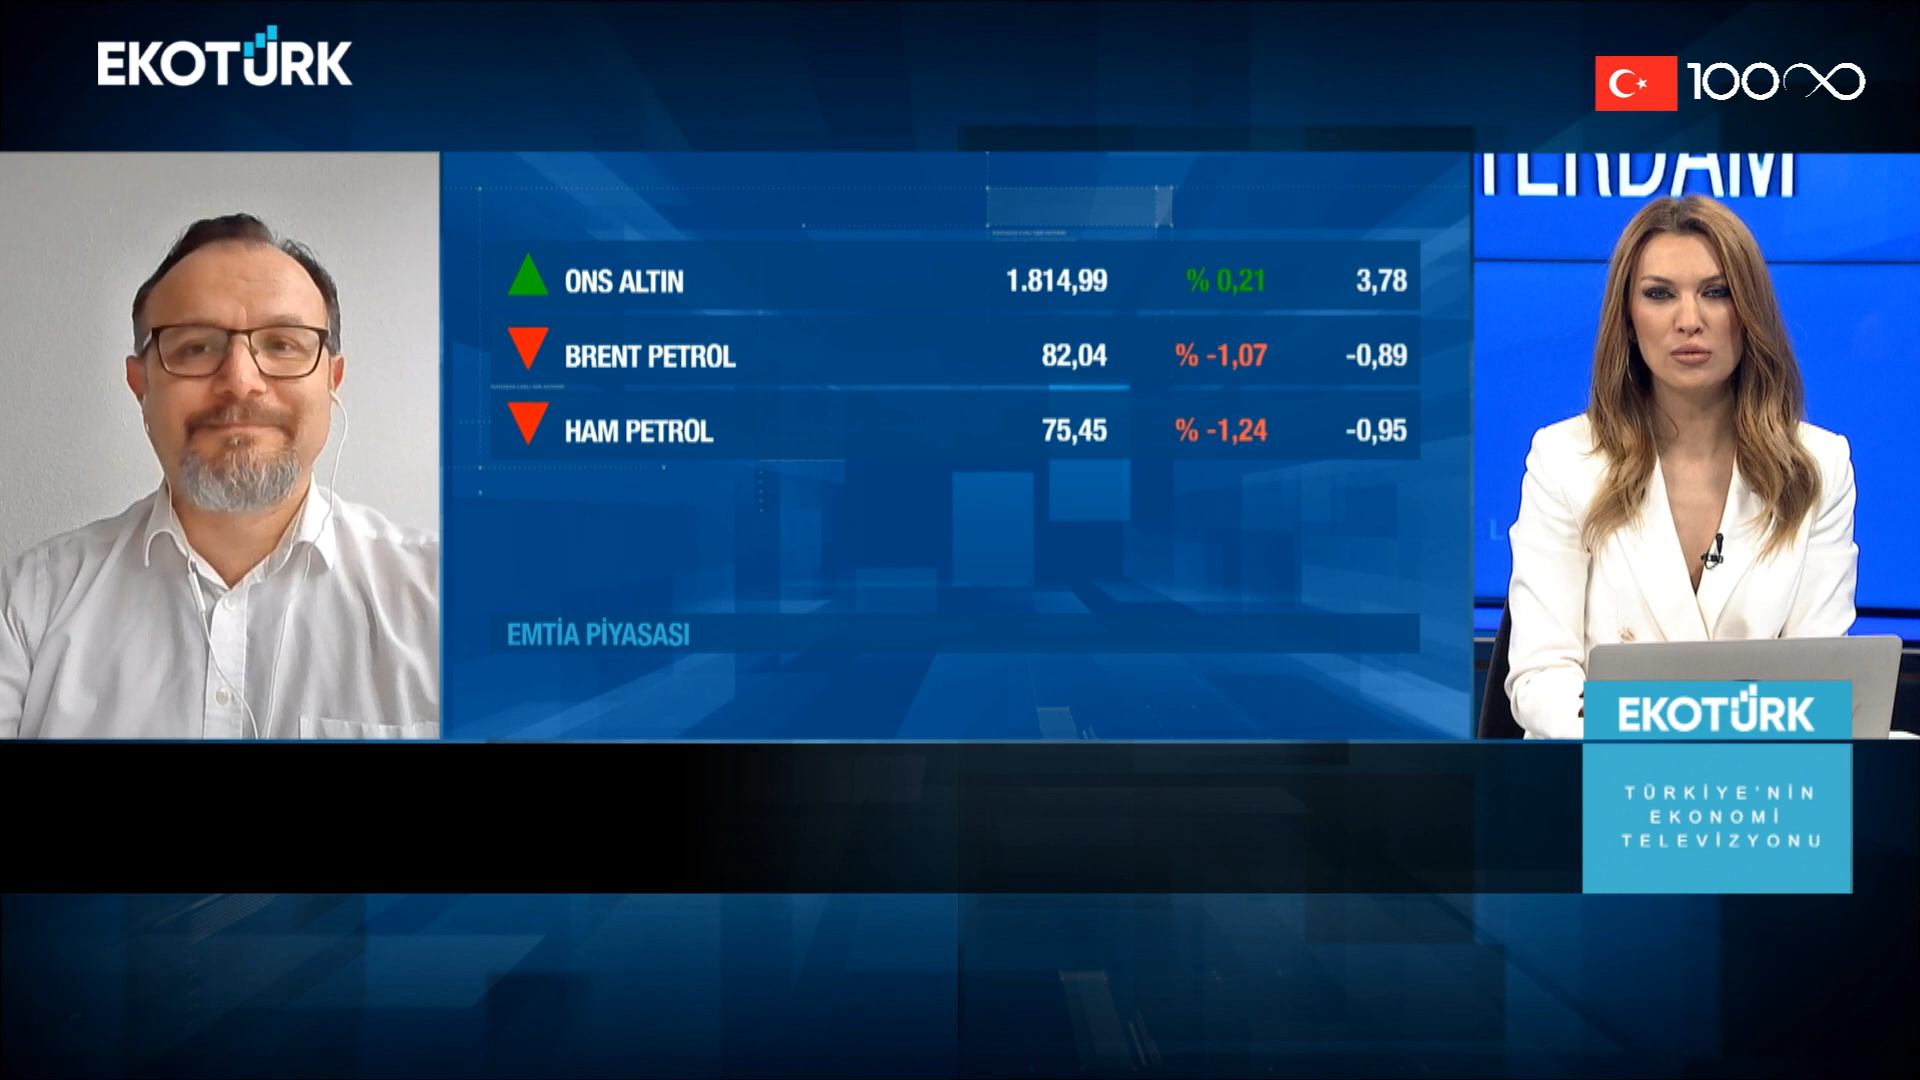 EKOTÜRK
100
TERDAM
ONS ALTIN 1.814,99 % 0,21 3,78
BRENT PETROL 82,04 % -1,07 -0,89
HAM PETROL 75,45 % -1,24 -0,95
EMTİA PİYASASI
EKOTÜRK
TÜRKİYE'NİN
EKONOMİ
TELEVİZYONU